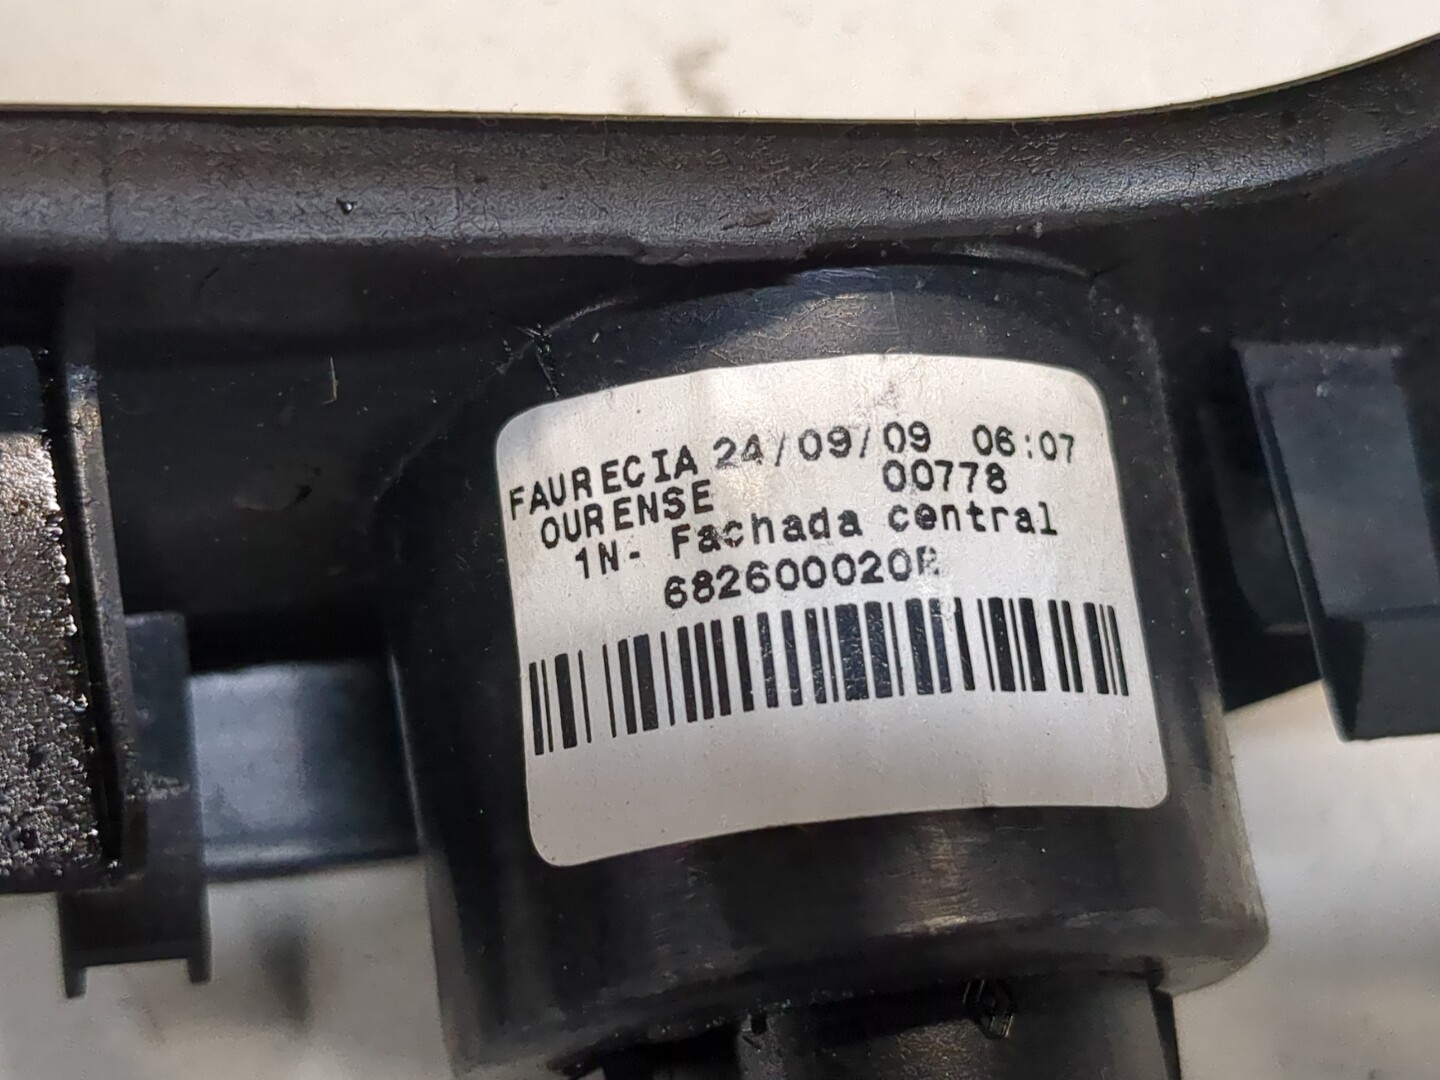 FAURECIA 24/09/09 06:07
OURENSE 00778
1N- Fachada central
682600020R